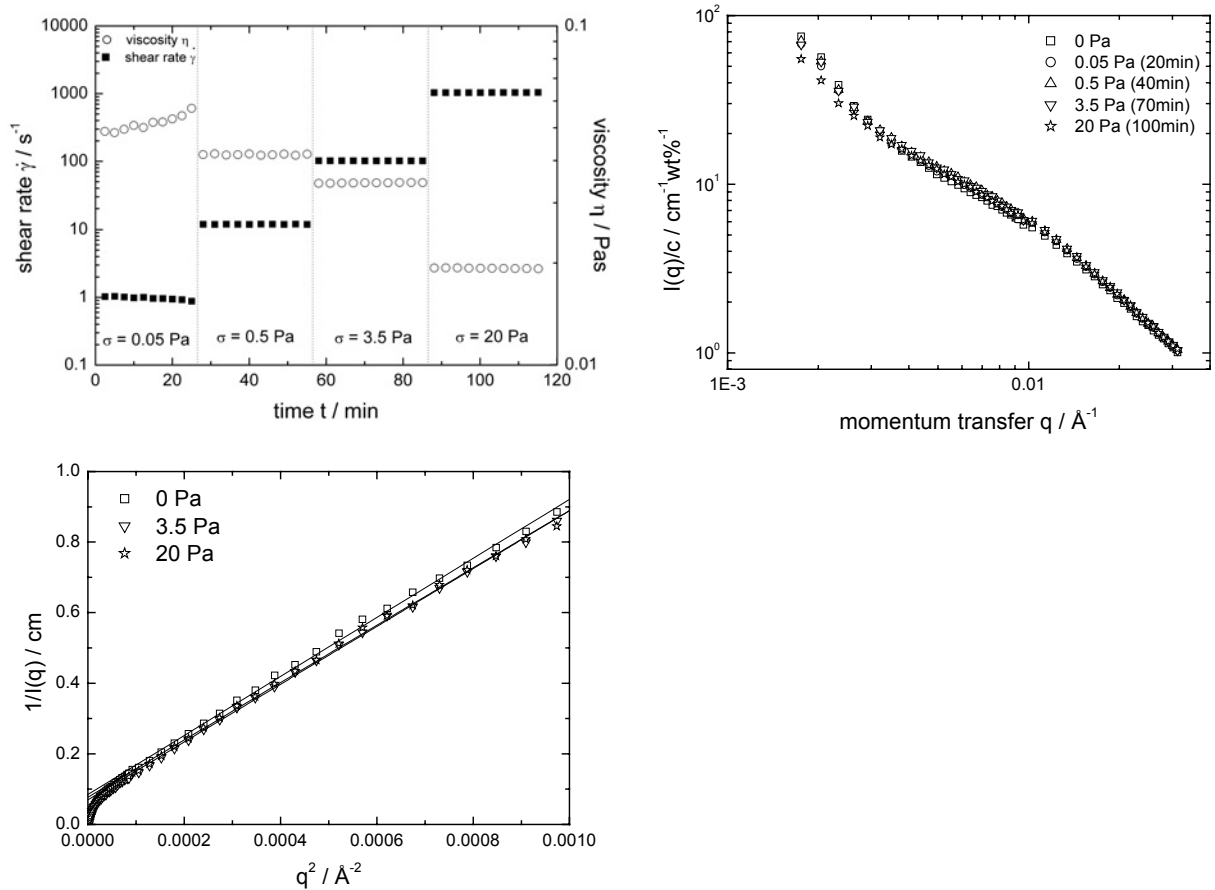 10000
1000
100
10
1
0.1
shear rate γ̇ / s⁻¹
viscosity η
shear rate γ̇
σ = 0.05 Pa
σ = 0.5 Pa
σ = 3.5 Pa
σ = 20 Pa
0.1
0.01
viscosity η / Pas
0 20 40 60 80 100 120
time t / min
10²
10¹
10⁰
I(q)/c / cm⁻¹wt%⁻¹
0 Pa
0.05 Pa (20min)
0.5 Pa (40min)
3.5 Pa (70min)
20 Pa (100min)
1E-3 0.01
momentum transfer q / Å⁻¹
1.0
0.8
0.6
0.4
0.2
0.0
1/I(q) / cm
0 Pa
3.5 Pa
20 Pa
0.0000 0.0002 0.0004 0.0006 0.0008 0.0010
q² / Å⁻²